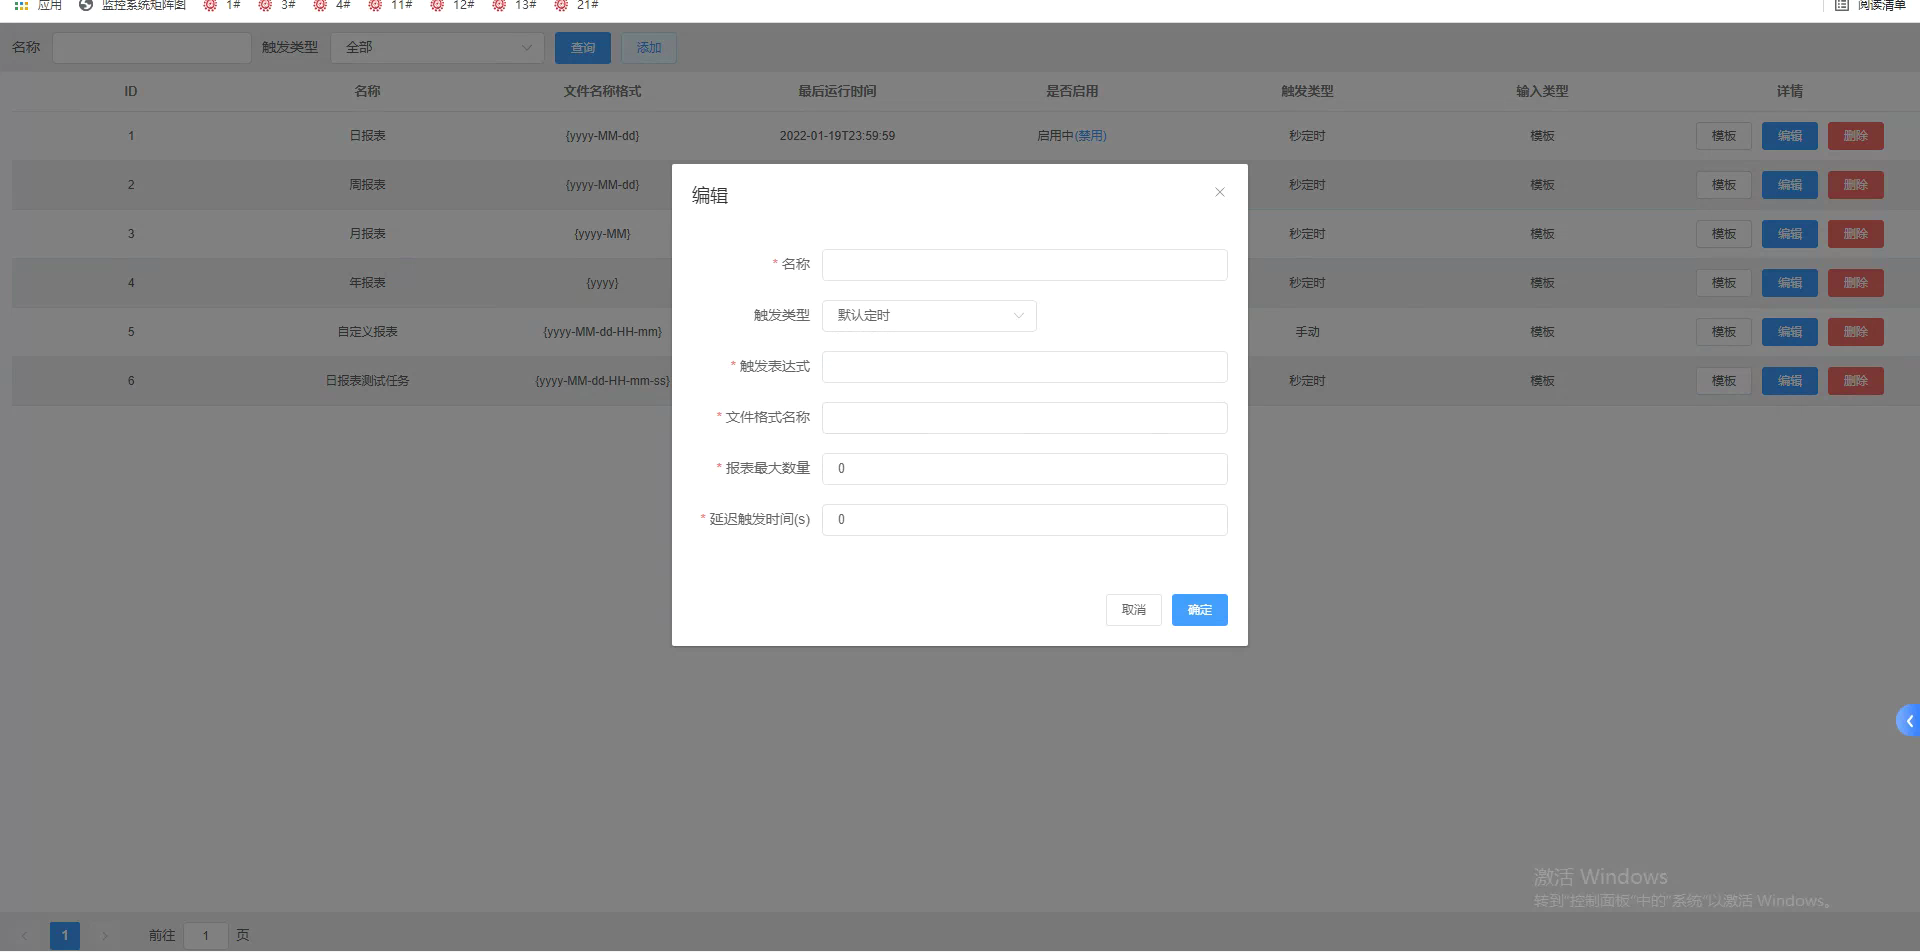 应用 监控系统矩阵图 1# 3# 4# 11# 12# 13# 21# 阅读清单
名称 触发类型 全部 查询 添加
ID 名称 文件名称格式 最后运行时间 是否启用 触发类型 输入类型 详情
1 日报表 {yyyy-MM-dd} 2022-01-19T23:59:59 启用中(禁用) 秒定时 模板 模板 编辑 删除
2 周报表 {yyyy-MM-dd} 秒定时 模板 模板 编辑 删除
3 月报表 {yyyy-MM} 秒定时 模板 模板 编辑 删除
4 年报表 {yyyy} 秒定时 模板 模板 编辑 删除
5 自定义报表 {yyyy-MM-dd-HH-mm} 手动 模板 模板 编辑 删除
6 日报表测试任务 {yyyy-MM-dd-HH-mm-ss} 秒定时 模板 模板 编辑 删除
编辑
* 名称
触发类型 默认定时
* 触发表达式
* 文件格式名称
* 报表最大数量 0
* 延迟触发时间(s) 0
取消 确定
激活 Windows
转到"控制面板"中的"系统"以激活 Windows。
1 前往 1 页